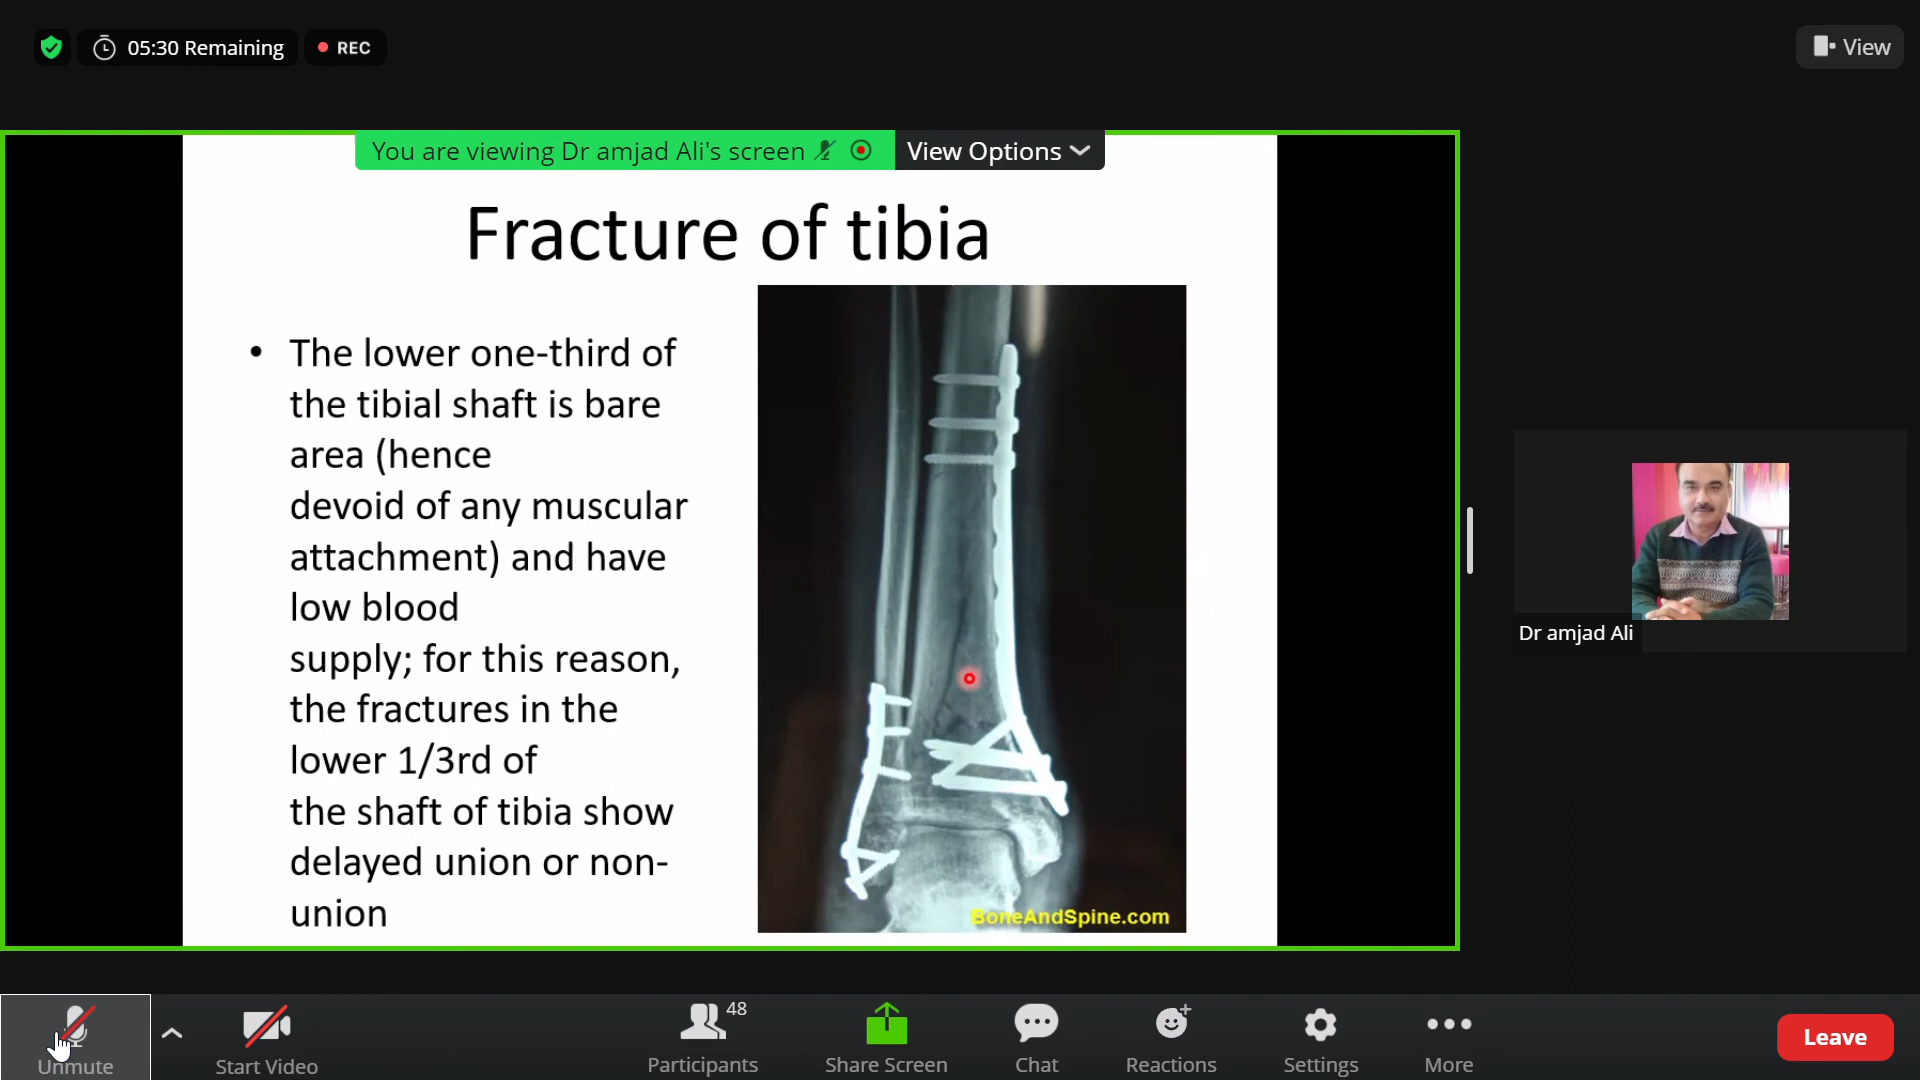 05:30 Remaining
REC
View
You are viewing Dr amjad Ali's screen
View Options
Fracture of tibia
• The lower one-third of
the tibial shaft is bare
area (hence
devoid of any muscular
attachment) and have
low blood
supply; for this reason,
the fractures in the
lower 1/3rd of
the shaft of tibia show
delayed union or non-
union
BoneAndSpine.com
Dr amjad Ali
Unmute
Start Video
48
Participants
Share Screen
Chat
Reactions
Settings
More
Leave